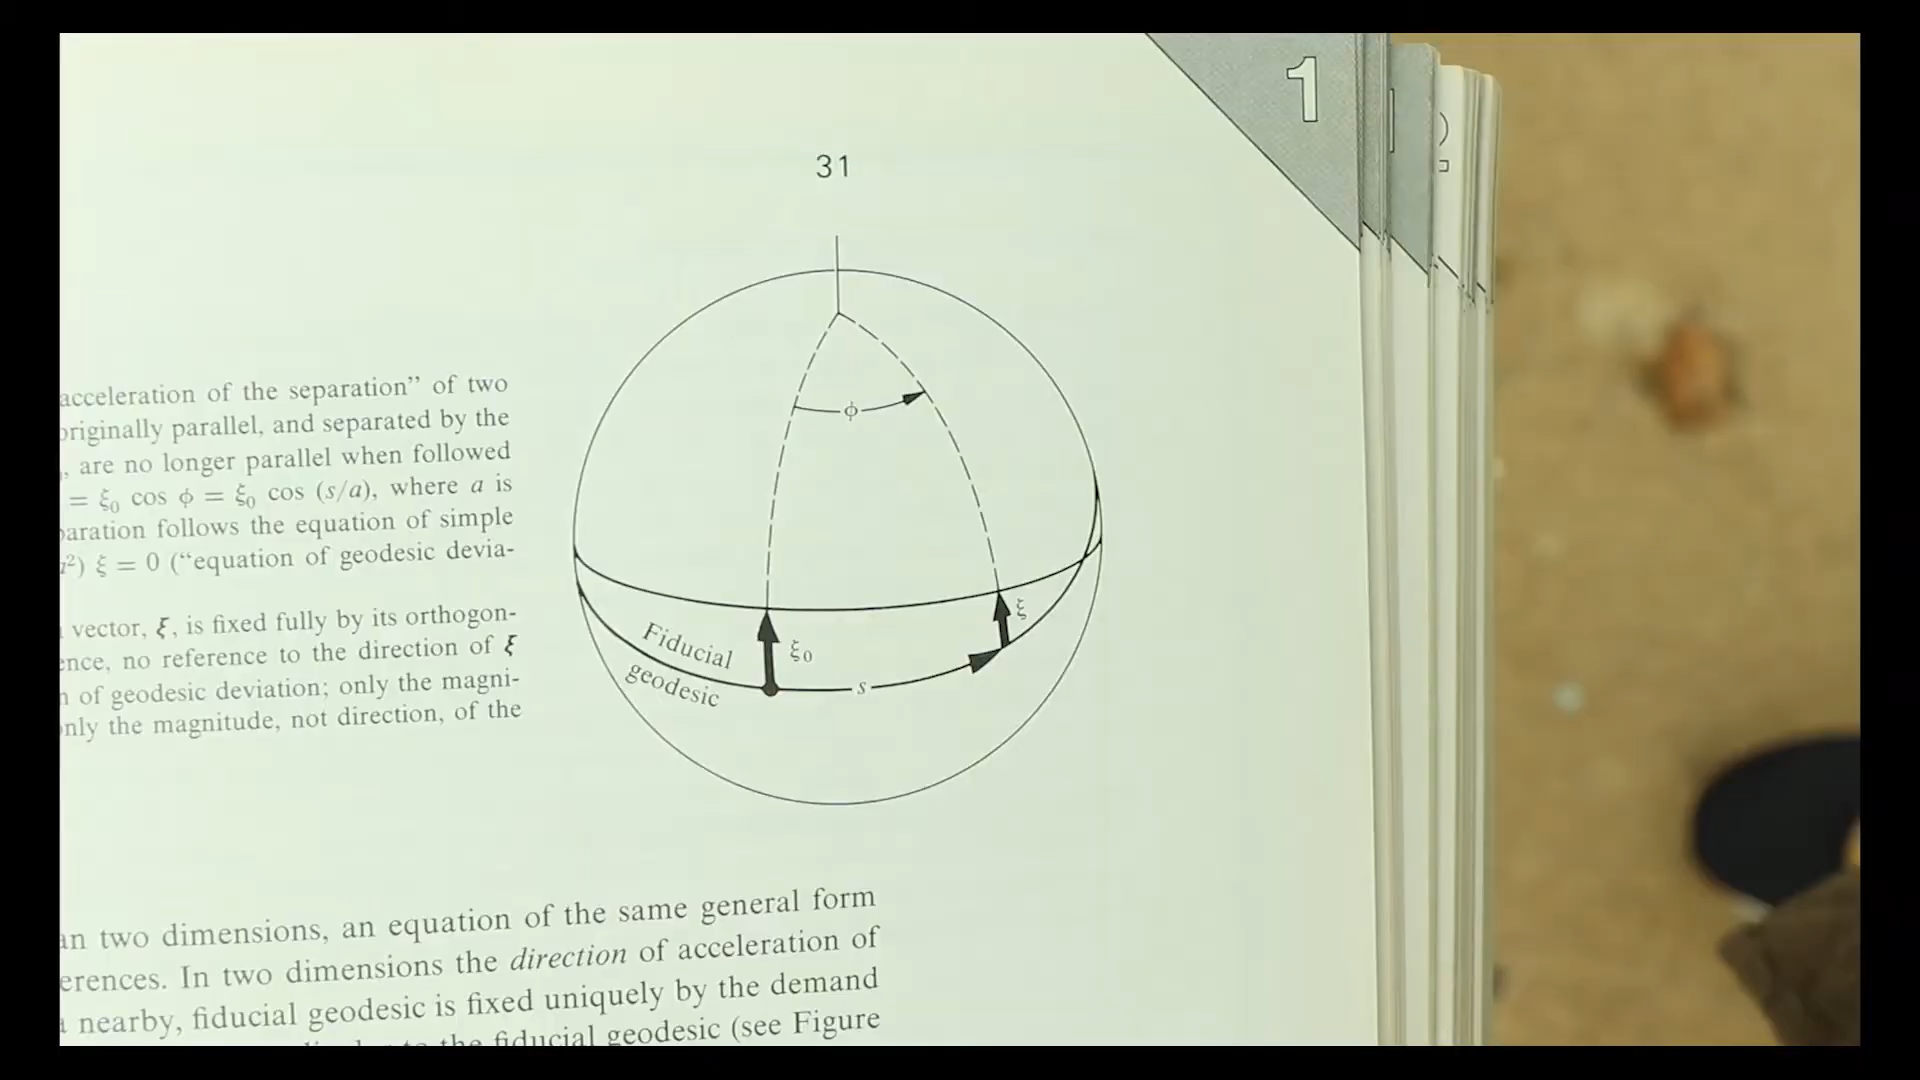 1
31
acceleration of the separation” of two
originally parallel, and separated by the
, are no longer parallel when followed
= ξ₀ cos ϕ = ξ₀ cos (s/a), where a is
paration follows the equation of simple
²) ξ = 0 (“equation of geodesic devia-
vector, ξ, is fixed fully by its orthogon-
ence, no reference to the direction of ξ
of geodesic deviation; only the magni-
only the magnitude, not direction, of the
ϕ
ξ
Fiducial
geodesic
ξ₀
s
an two dimensions, an equation of the same general form
erences. In two dimensions the direction of acceleration of
nearby, fiducial geodesic is fixed uniquely by the demand
the fiducial geodesic (see Figure